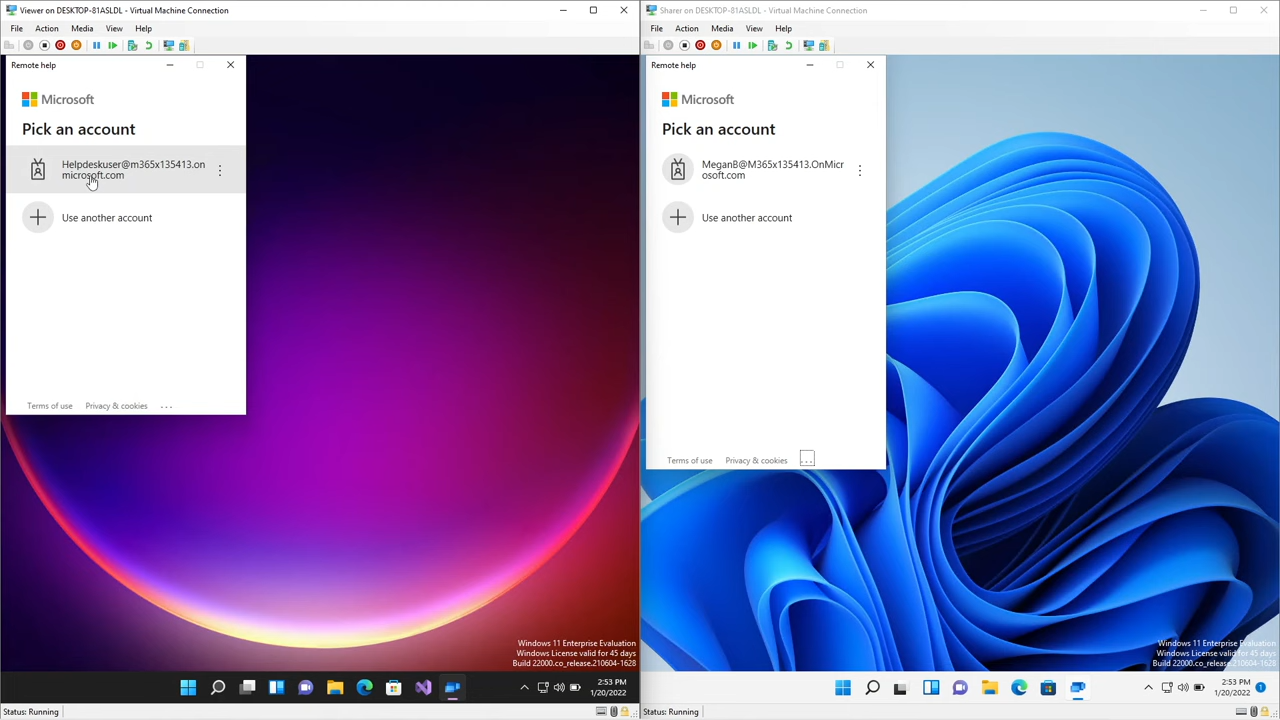 Viewer on DESKTOP-81ASLDL - Virtual Machine Connection
File Action Media View Help
Remote help
Microsoft
Pick an account
Helpdeskuser@m365x135413.on
microsoft.com
Use another account
Terms of use Privacy & cookies ...
Windows 11 Enterprise Evaluation
Windows License valid for 45 days
Build 22000.co_release.210604-1628
2:53 PM
1/20/2022
Status: Running
Sharer on DESKTOP-81ASLDL - Virtual Machine Connection
File Action Media View Help
Remote help
Microsoft
Pick an account
MeganB@M365x135413.OnMicr
osoft.com
Use another account
Terms of use Privacy & cookies ...
Windows 11 Enterprise Evaluation
Windows License valid for 45 days
Build 22000.co_release.210604-1628
2:53 PM
1/20/2022
1
Status: Running